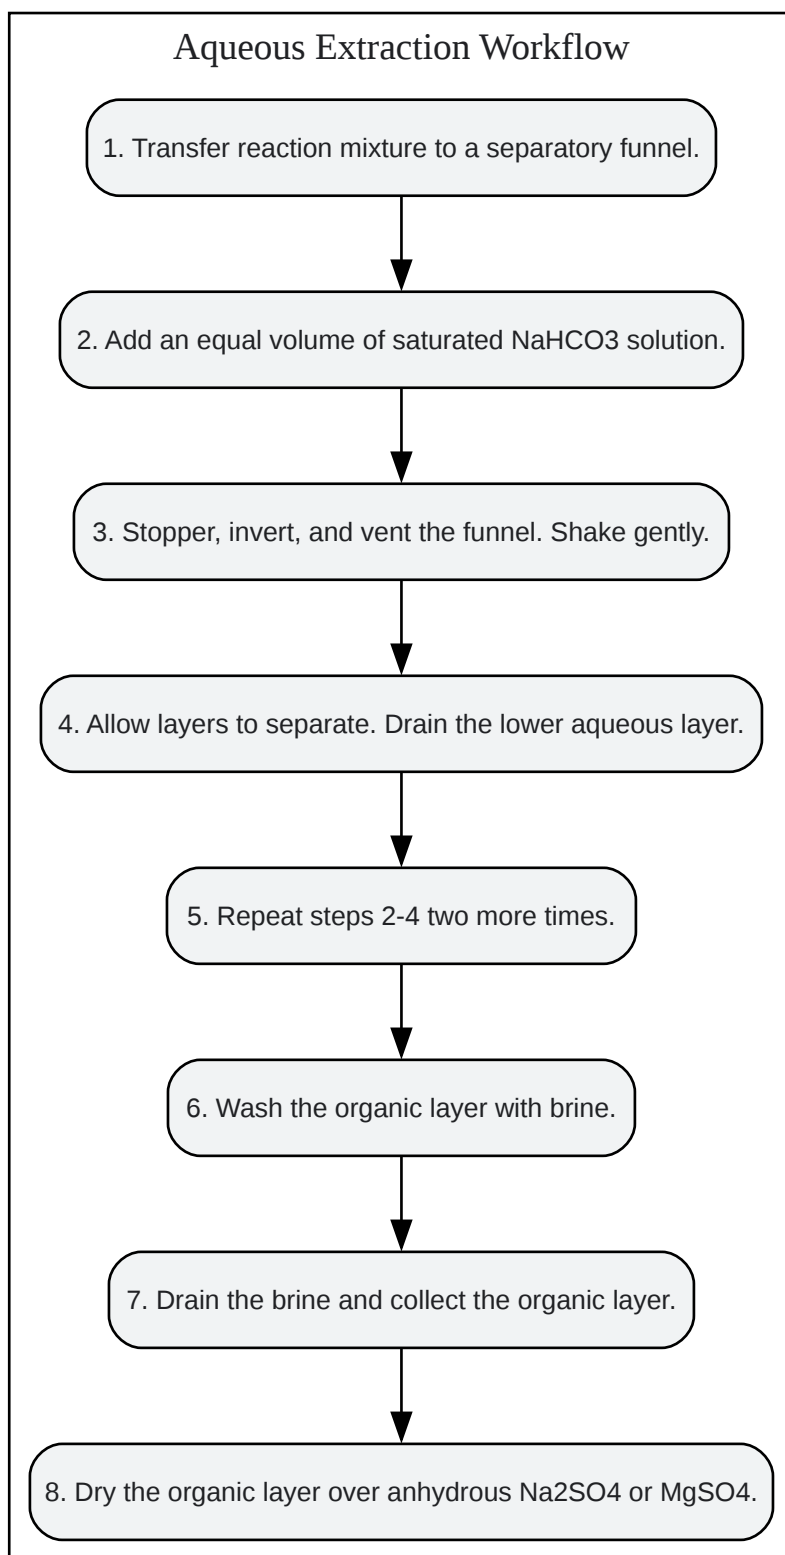 Aqueous Extraction Workflow
1. Transfer reaction mixture to a separatory funnel.
2. Add an equal volume of saturated NaHCO3 solution.
3. Stopper, invert, and vent the funnel. Shake gently.
4. Allow layers to separate. Drain the lower aqueous layer.
5. Repeat steps 2-4 two more times.
6. Wash the organic layer with brine.
7. Drain the brine and collect the organic layer.
8. Dry the organic layer over anhydrous Na2SO4 or MgSO4.